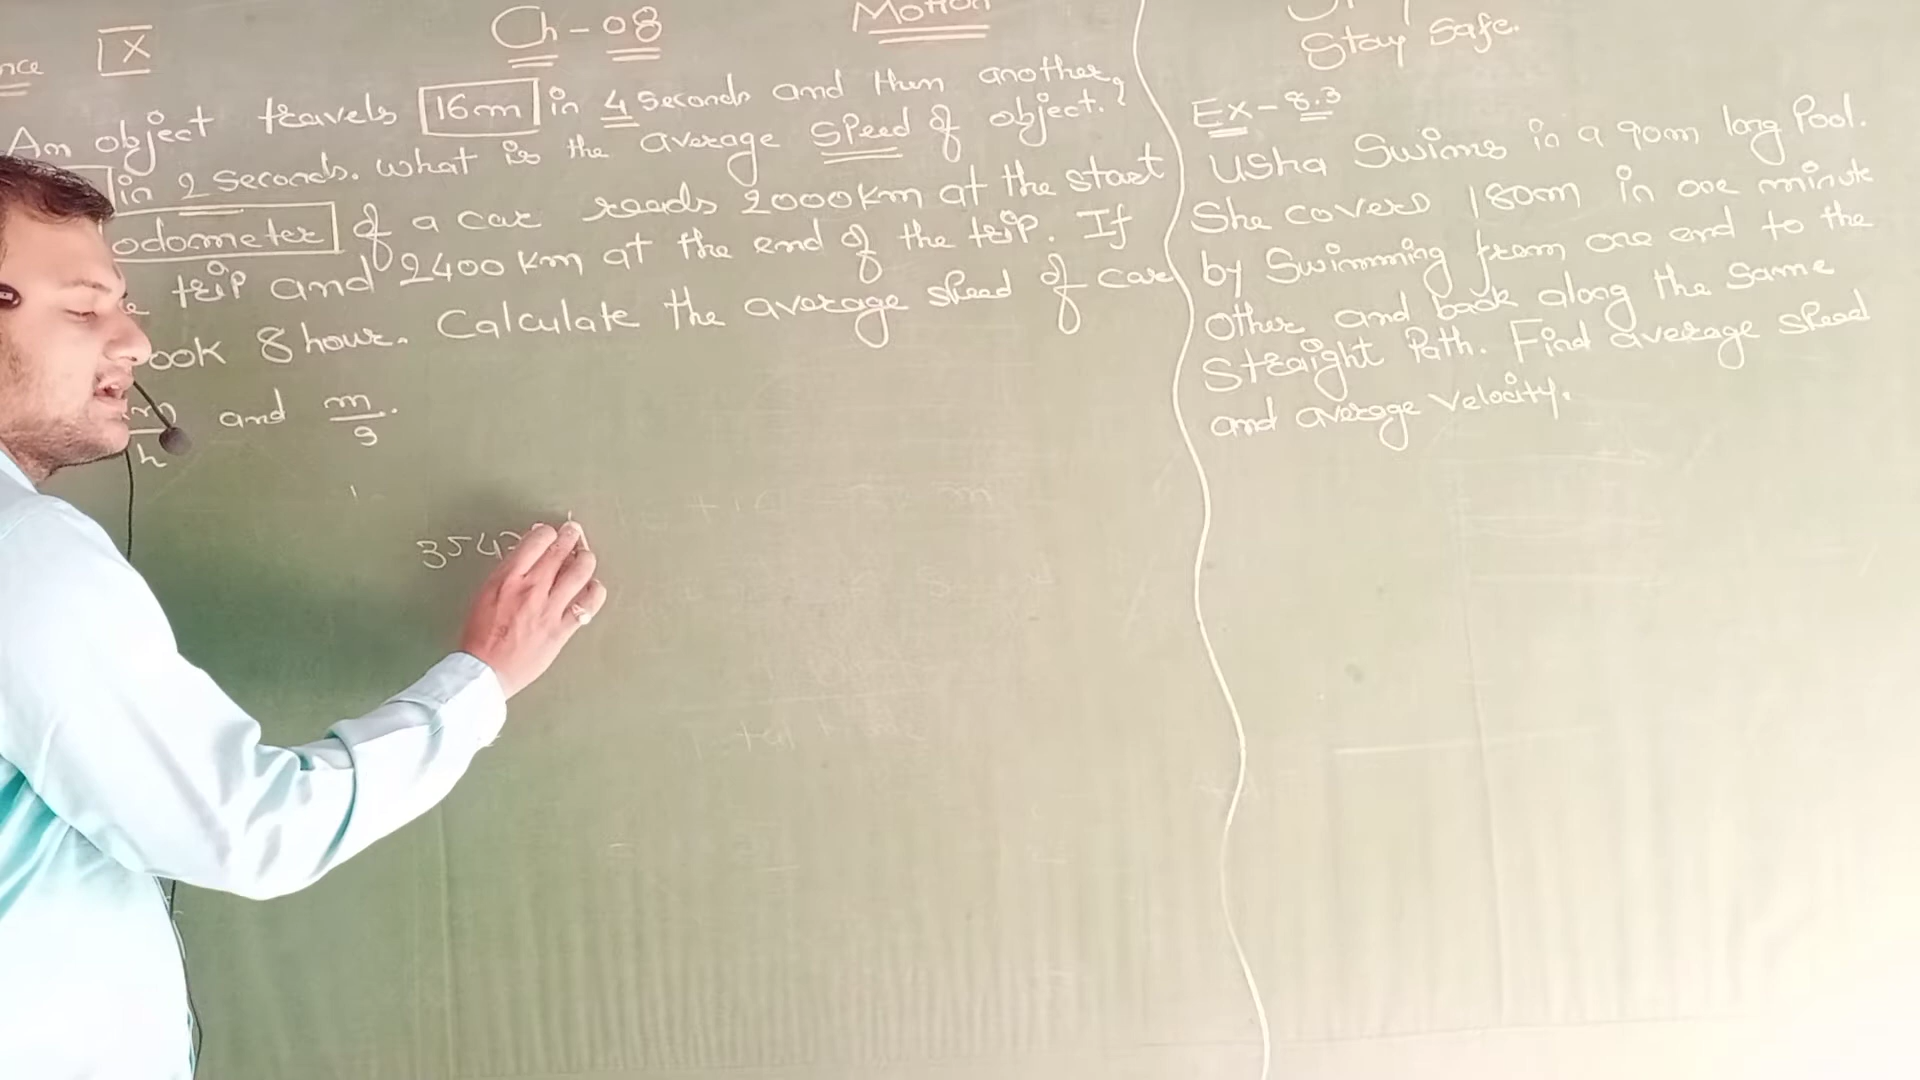 nce IX
Ch-08
Motion
Stay Safe.
An object travels 16m in 4 seconds and then another
in 2 seconds. what is the average speed of object.?
odometer of a car reads 2000km at the start
trip and 2400 km at the end of the trip. If
ook 8 hour. Calculate the average speed of car
h and m/s.
354
Ex-8.3
Usha Swims in a 90m long Pool.
She covers 180m in one minute
by Swimming from one end to the
other and back along the Same
Straight Path. Find average speed
and average velocity.